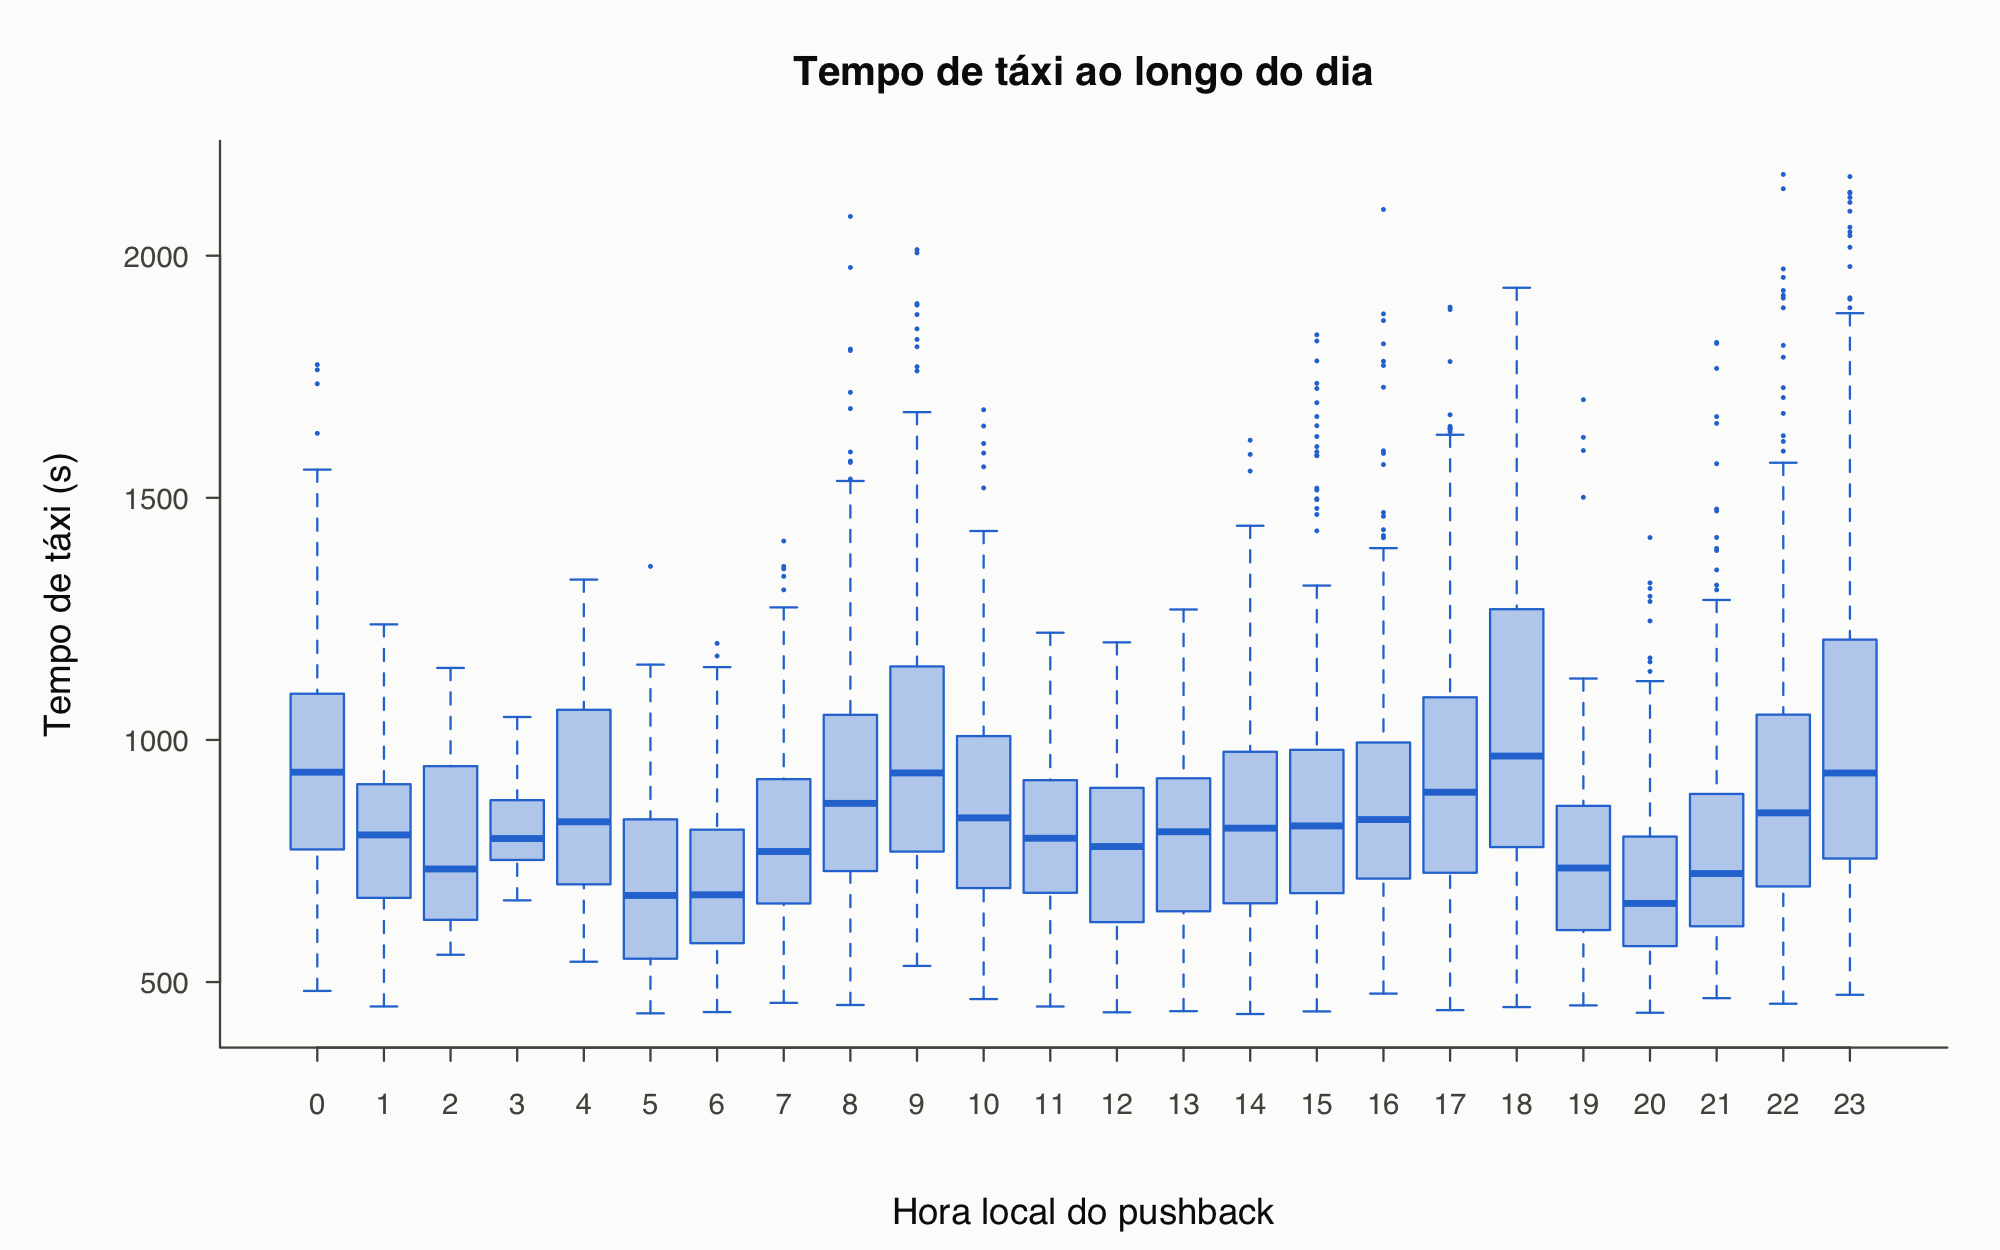 Tempo de táxi ao longo do dia
Tempo de táxi (s)
2000
1500
1000
500
0 1 2 3 4 5 6 7 8 9 10 11 12 13 14 15 16 17 18 19 20 21 22 23
Hora local do pushback